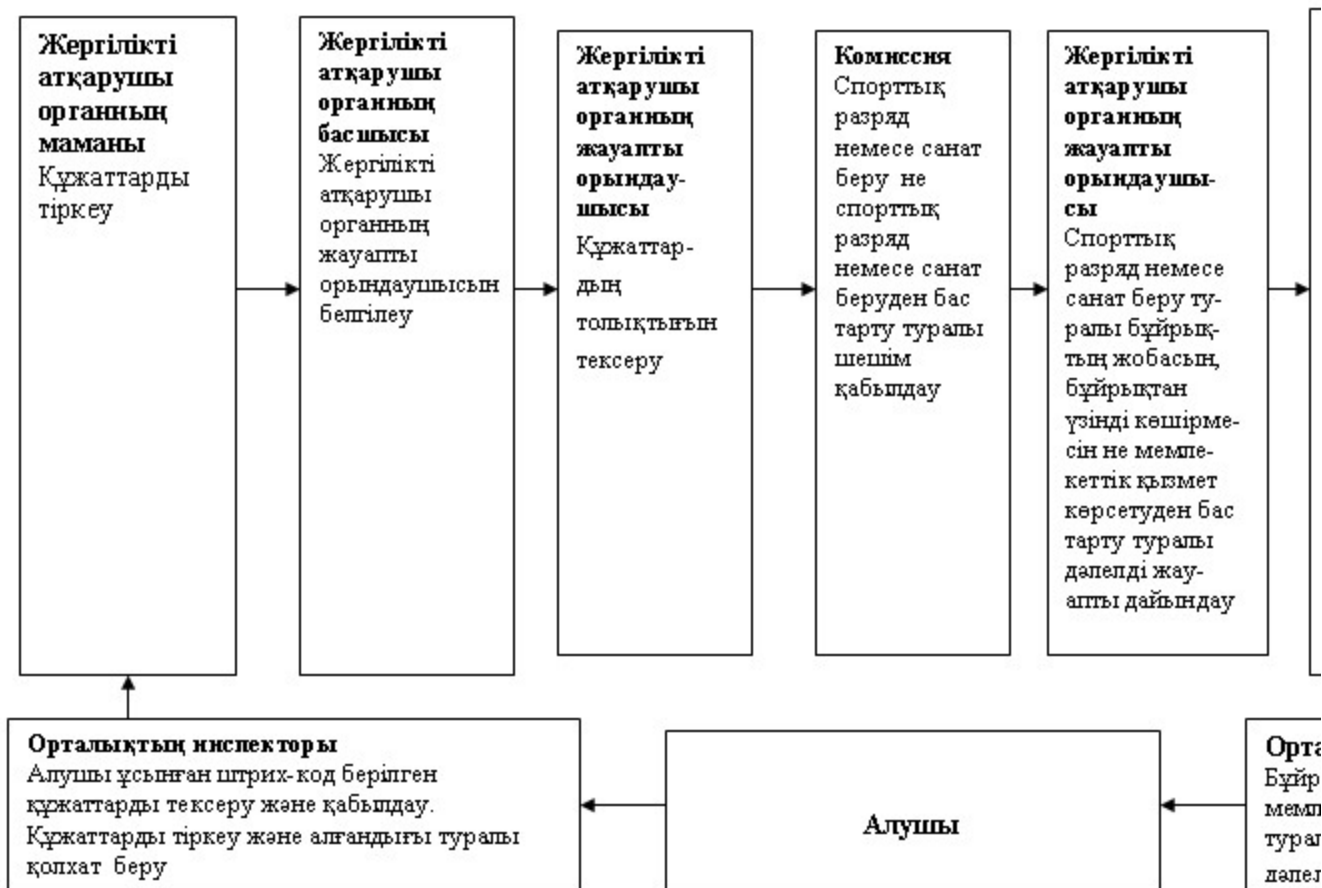 Жергілікті
атқарушы
органның
маманы
Құжаттарды
тіркеу
Жергілікті
атқарушы
органның
басшысы
Жергілікті
атқарушы
органның
жауапты
орындаушысын
белгілеу
Жергілікті
атқарушы
органның
жауапты
орындау-
шысы
Құжаттар-
дың
толықтығын
тексеру
Комиссия
Спорттық
разряд
немесе санат
беру не
спорттық
разряд
немесе санат
беруден бас
тарту туралы
шешім
қабылдау
Жергілікті
атқарушы
органның
жауапты
орындаушы-
сы
Спорттық
разряд немесе
санат беру ту-
ралы бұйрық-
тың жобасын,
бұйрықтан
үзінді көшірме-
сін не мемле-
кеттік қызмет
көрсетуден бас
тарту туралы
дәлелді жау-
апты дайындау
Орталықтың инспекторы
Алушы ұсынған штрих-код берілген
құжаттарды тексеру және қабылдау.
Құжаттарды тіркеу және алғандығы туралы
қолхат беру
Алушы